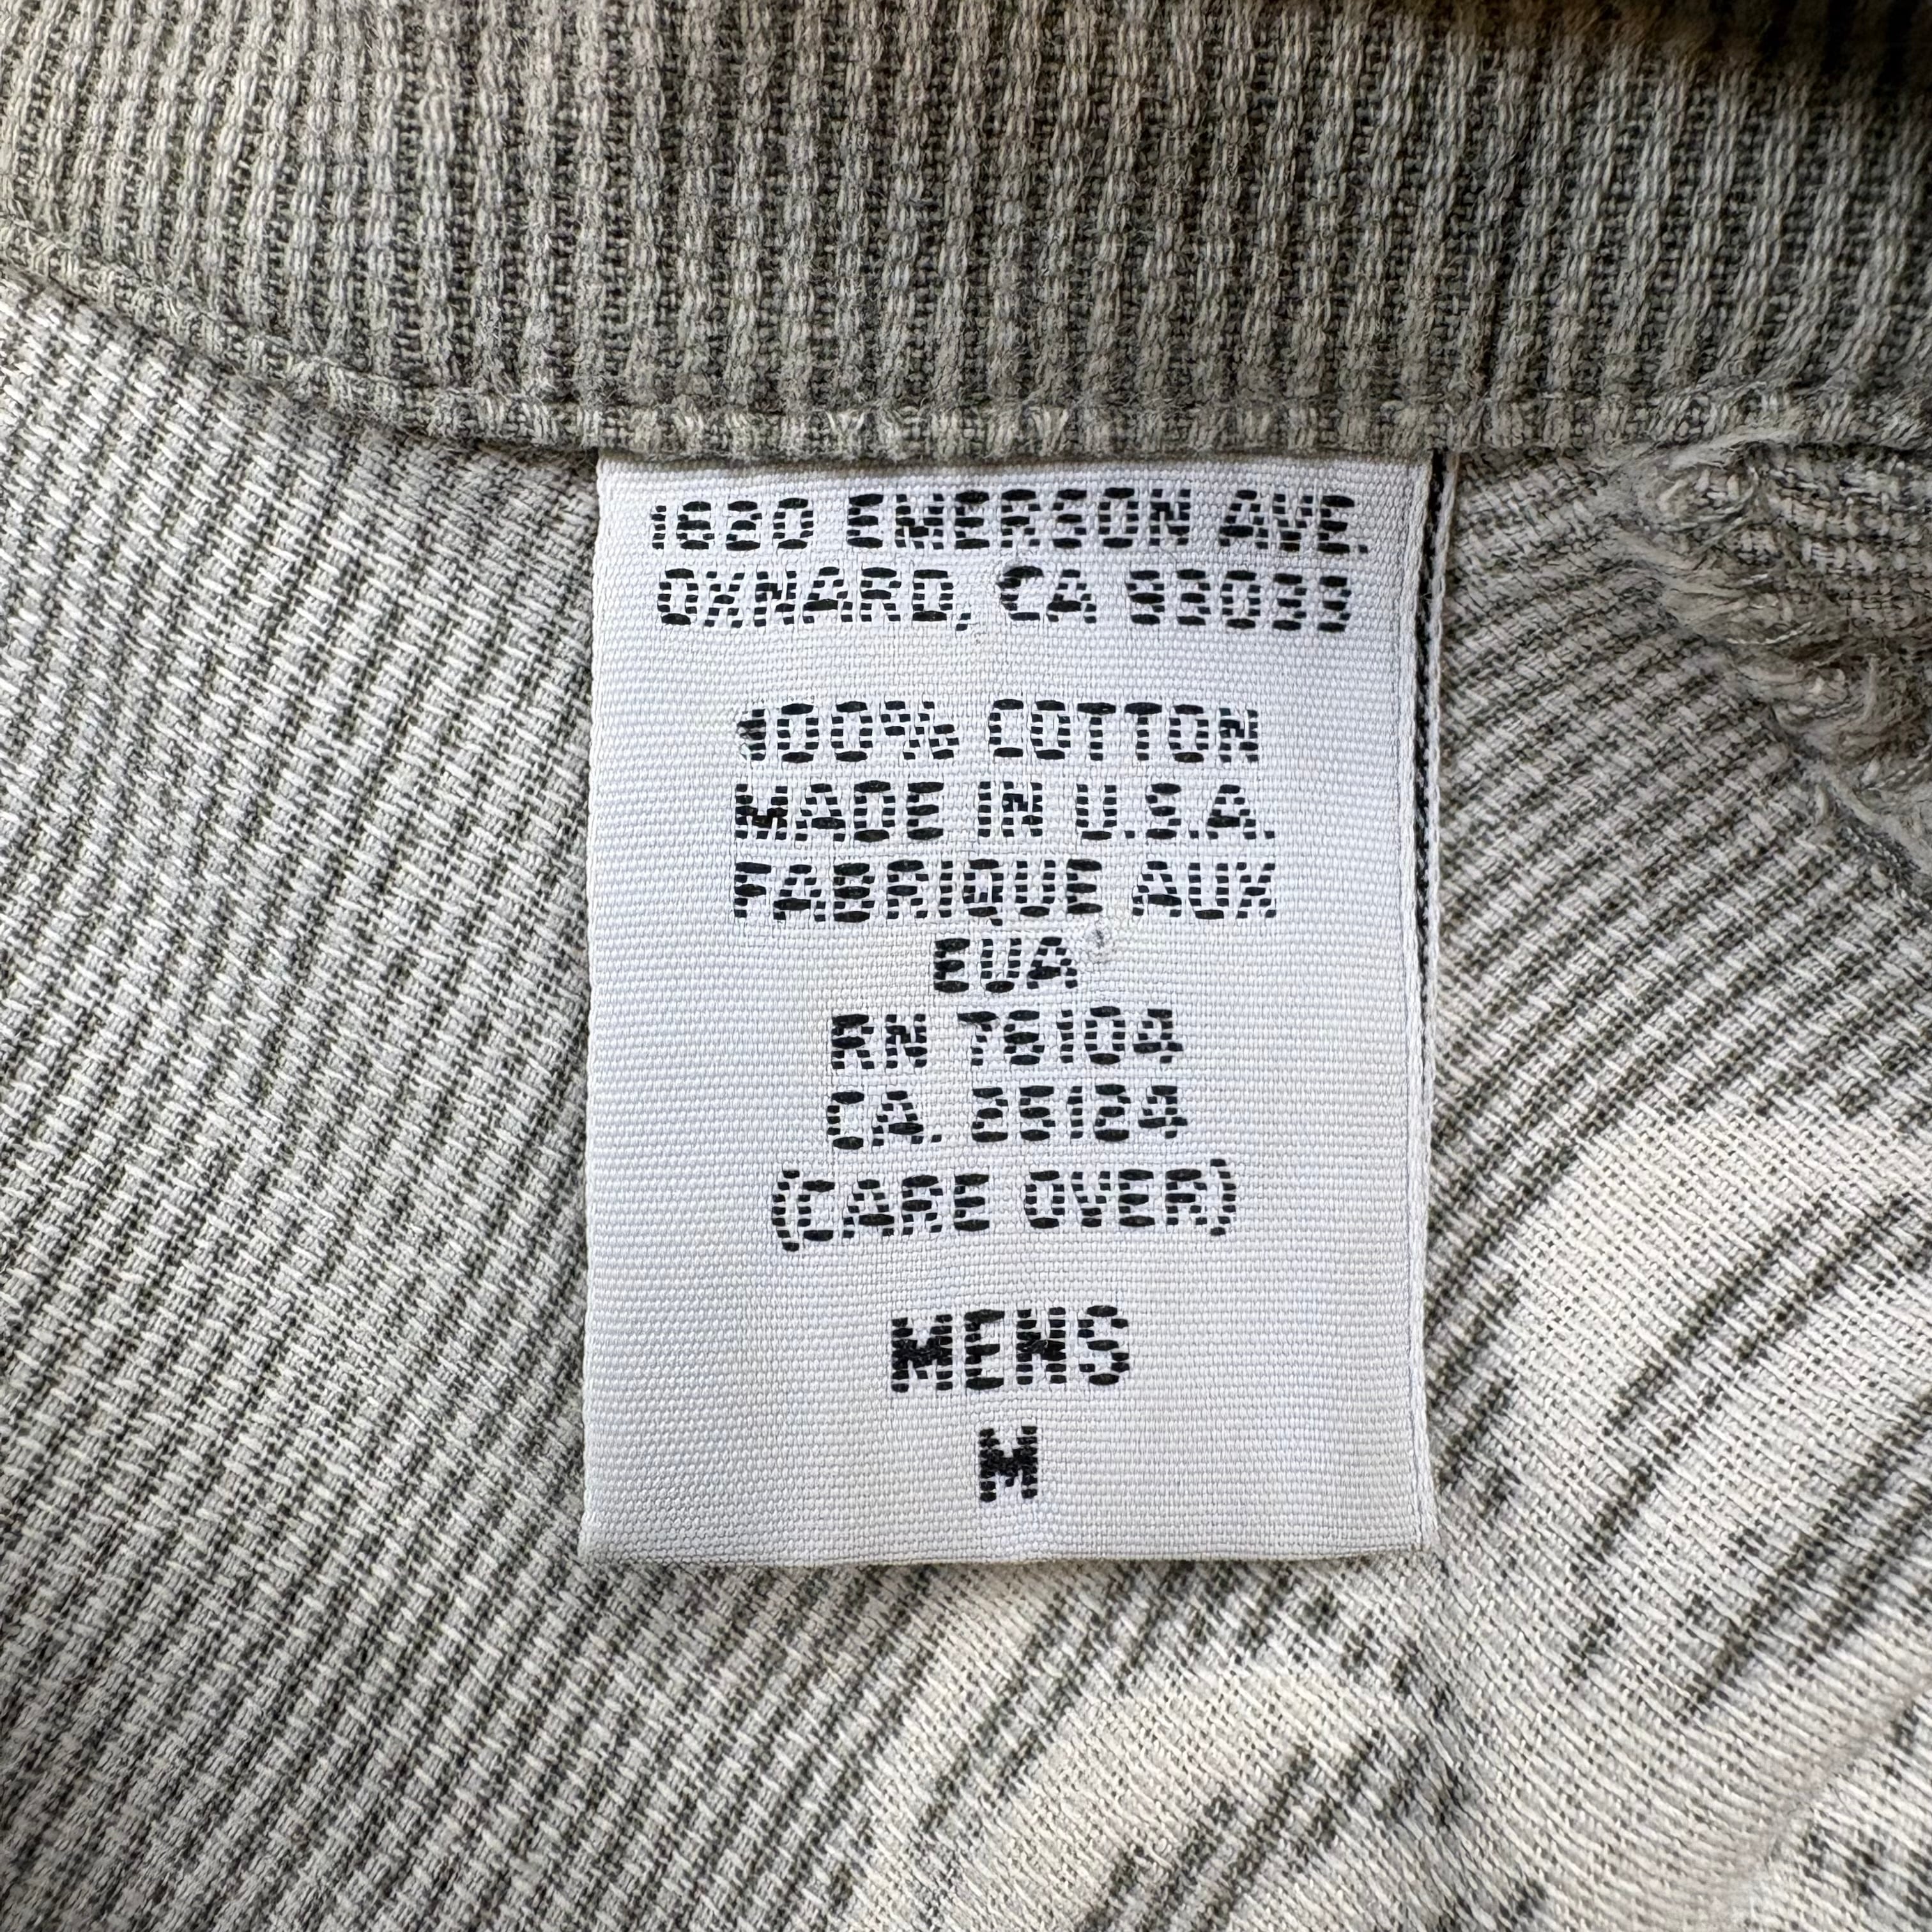 1820 EMERSON AVE.
OXNARD, CA 93033
100% COTTON
MADE IN U.S.A.
FABRIQUE AUX
EUA
RN 76104
CA. 25124
(CARE OVER)
MENS
M